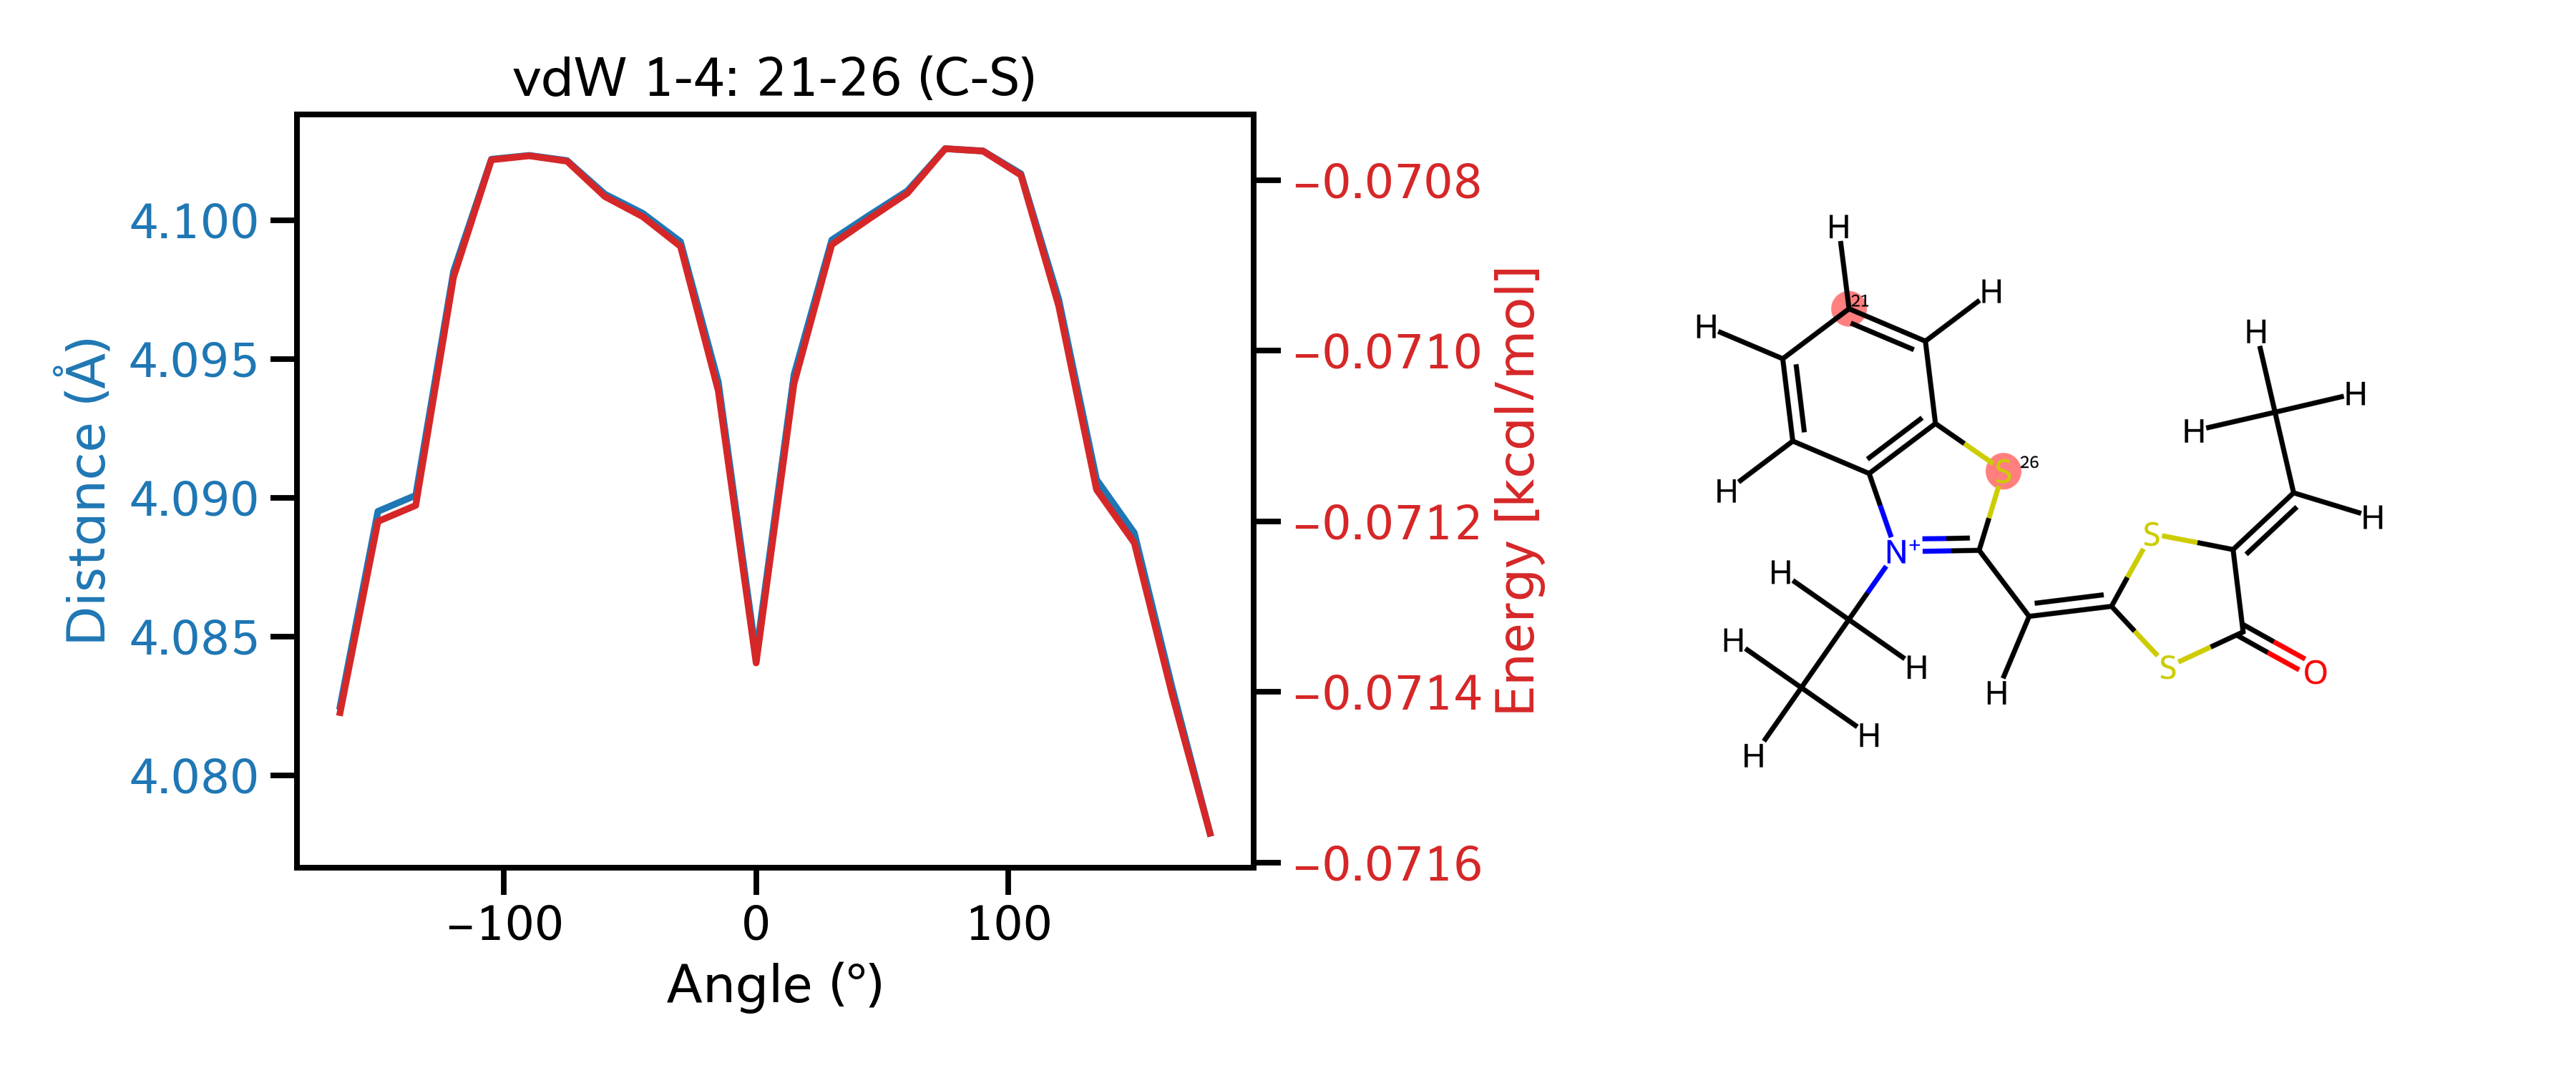 vdW 1-4: 21-26 (C-S)
Distance (Å)
4.100
4.095
4.090
4.085
4.080
−100
0
100
Angle (°)
−0.0708
−0.0710
−0.0712
−0.0714
−0.0716
Energy [kcal/mol]
H
H
21
H
H
H
H
S
26
H
H
S
H
N+
H
H
H
S
O
H
H
H